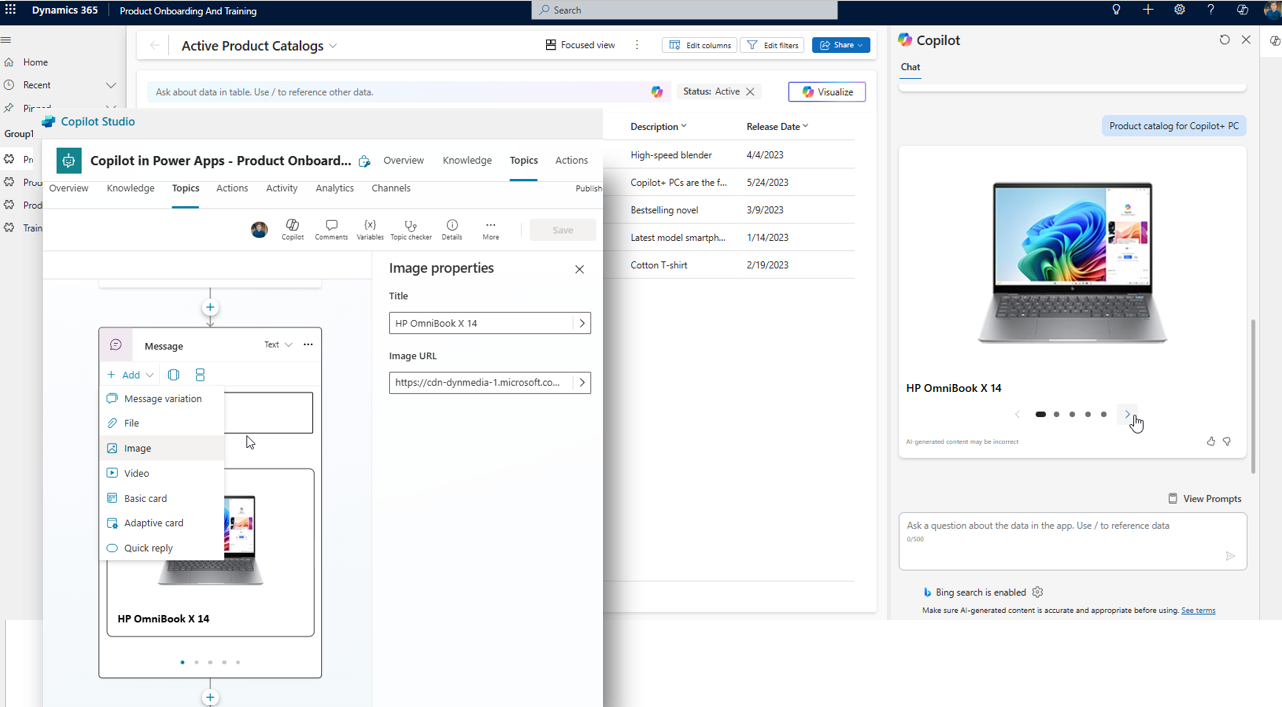 Dynamics 365
Product Onboarding And Training
Search
Home
Recent
Pinned
Group1
Pr
Produ
Prod
Train
Active Product Catalogs
Focused view
Edit columns
Edit filters
Share
Ask about data in table. Use / to reference other data.
Status: Active
Visualize
Description
Release Date
High-speed blender
4/4/2023
Copilot+ PCs are the f...
5/24/2023
Bestselling novel
3/9/2023
Latest model smartph...
1/14/2023
Cotton T-shirt
2/19/2023
Copilot Studio
Copilot in Power Apps - Product Onboard...
Overview
Knowledge
Topics
Actions
Overview
Knowledge
Topics
Actions
Activity
Analytics
Channels
Publish
Copilot
Comments
{x}
Variables
Topic checker
Details
More
Save
Message
Text
Add
Message variation
File
Image
Video
Basic card
Adaptive card
Quick reply
HP OmniBook X 14
Image properties
Title
HP OmniBook X 14
Image URL
https://cdn-dynmedia-1.microsoft.co...
Copilot
Chat
Product catalog for Copilot+ PC
HP OmniBook X 14
AI-generated content may be incorrect
View Prompts
Ask a question about the data in the app. Use / to reference data
0/500
Bing search is enabled
Make sure AI-generated content is accurate and appropriate before using. See terms